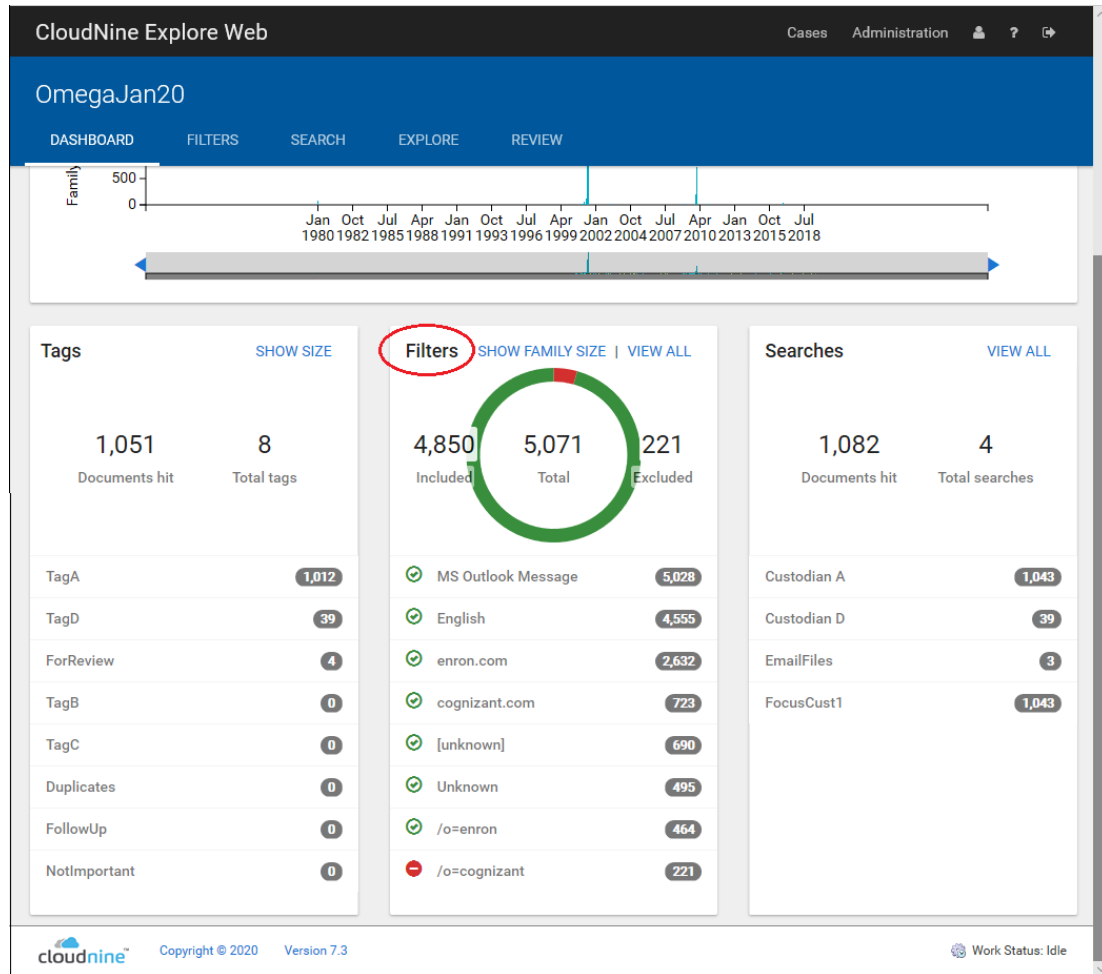 CloudNine Explore Web
Cases Administration ?
OmegaJan20
DASHBOARD FILTERS SEARCH EXPLORE REVIEW
Family
500
0
Jan Oct Jul Apr Jan Oct Jul Apr Jan Oct Jul Apr Jan Oct Jul
1980 1982 1985 1988 1991 1993 1996 1999 2002 2004 2007 2010 2013 2015 2018
Tags SHOW SIZE
1,051 8
Documents hit Total tags
TagA 1,012
TagD 39
ForReview 4
TagB 0
TagC 0
Duplicates 0
FollowUp 0
NotImportant 0
Filters SHOW FAMILY SIZE | VIEW ALL
4,850 5,071 221
Included Total Excluded
MS Outlook Message 5,028
English 4,555
enron.com 2,632
cognizant.com 723
[unknown] 690
Unknown 495
/o=enron 464
/o=cognizant 221
Searches VIEW ALL
1,082 4
Documents hit Total searches
Custodian A 1,043
Custodian D 39
EmailFiles 3
FocusCust1 1,043
cloudnine™ Copyright © 2020 Version 7.3 Work Status: Idle